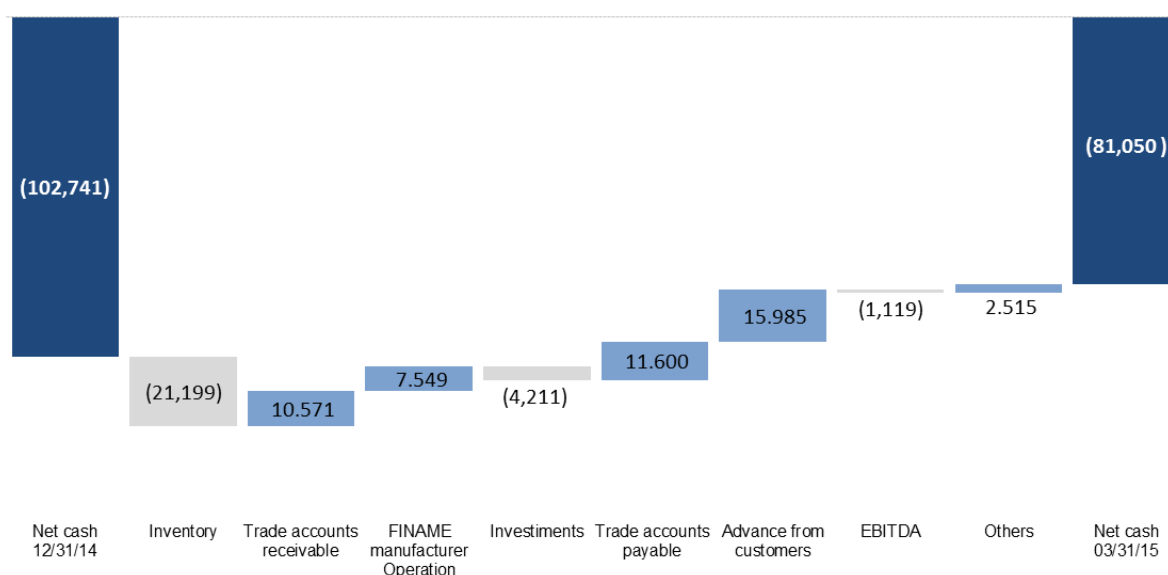 (102,741)
(21,199)
10.571
7.549
(4,211)
11.600
15.985
(1,119)
2.515
(81,050)
Net cash
12/31/14
Inventory
Trade accounts
receivable
FINAME
manufacturer
Operation
Investiments
Trade accounts
payable
Advance from
customers
EBITDA
Others
Net cash
03/31/15